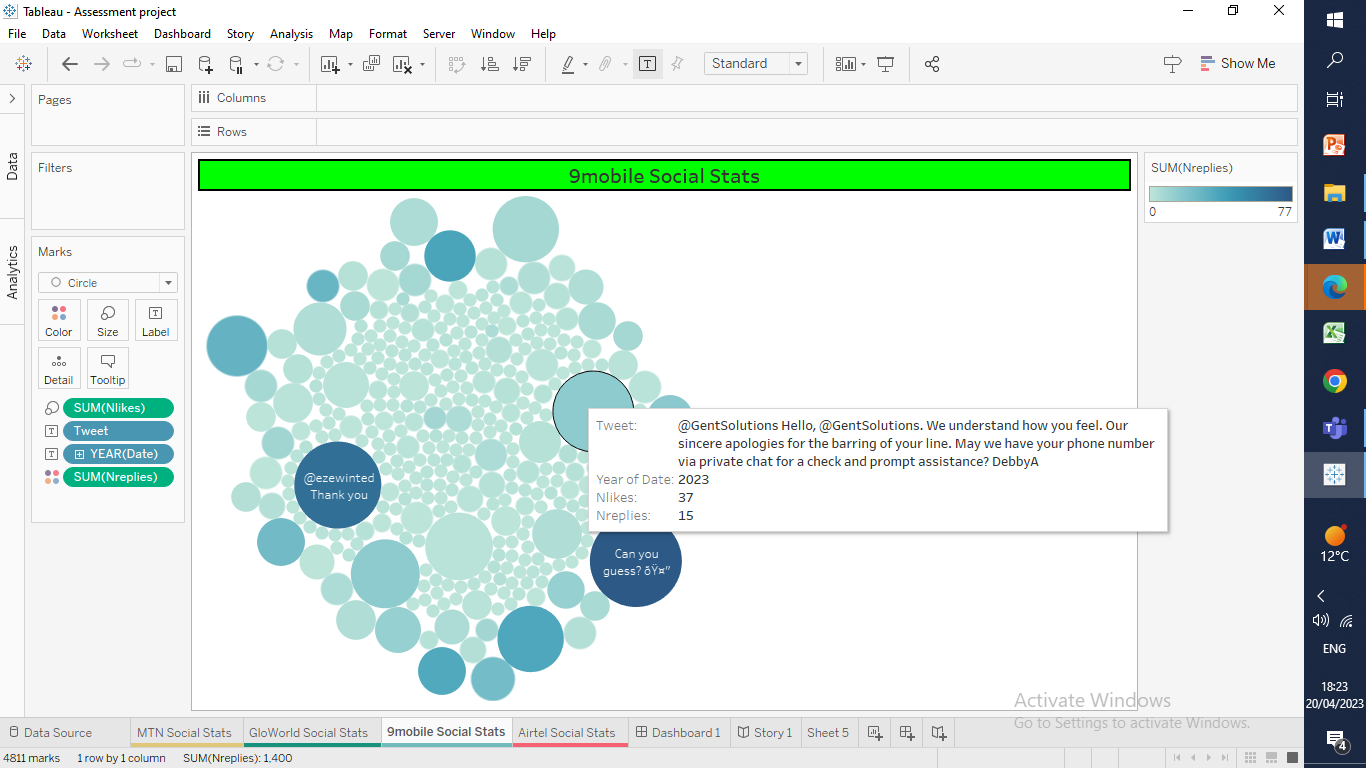 Tableau - Assessment project
File Data Worksheet Dashboard Story Analysis Map Format Server Window Help
Standard
Show Me
Pages
Columns
Rows
Data
Analytics
Filters
Marks
Circle
Color Size Label
Detail Tooltip
SUM(Nlikes)
Tweet
YEAR(Date)
SUM(Nreplies)
9mobile Social Stats
SUM(Nreplies)
0 77
Tweet: @GentSolutions Hello, @GentSolutions. We understand how you feel. Our
sincere apologies for the barring of your line. May we have your phone number
via private chat for a check and prompt assistance? DebbyA
Year of Date: 2023
Nlikes: 37
Nreplies: 15
@ezewinted
Thank you
Can you
guess? ðŸ¤”
Activate Windows
Go to Settings to activate Windows.
Data Source MTN Social Stats GloWorld Social Stats 9mobile Social Stats Airtel Social Stats Dashboard 1 Story 1 Sheet 5
4811 marks 1 row by 1 column SUM(Nreplies): 1,400
12°C
ENG
18:23
20/04/2023
4